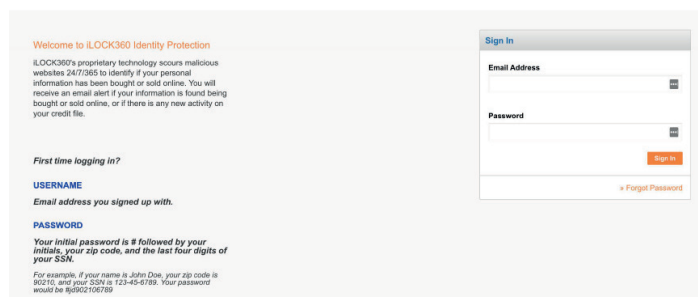 Welcome to iLOCK360 Identity Protection
iLOCK360's proprietary technology scours malicious
websites 24/7/365 to identify if your personal
information has been bought or sold online. You will
receive an email alert if your information is found being
bought or sold online, or if there is any new activity on
your credit file.
First time logging in?
USERNAME
Email address you signed up with.
PASSWORD
Your initial password is # followed by your
initials, your zip code, and the last four digits of
your SSN.
For example, if your name is John Doe, your zip code is
90210, and your SSN is 123-45-6789. Your password
would be #jd902106789
Sign In
Email Address
Password
Sign In
» Forgot Password